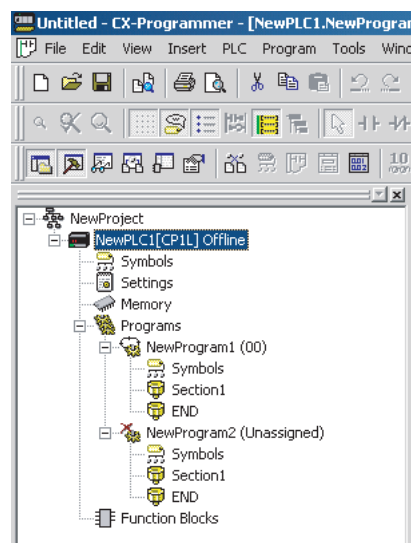 Untitled - CX-Programmer - [NewPLC1.NewProgram
File Edit View Insert PLC Program Tools Wind
10
NewProject
NewPLC1[CP1L] Offline
Symbols
Settings
Memory
Programs
NewProgram1 (00)
Symbols
Section1
END
NewProgram2 (Unassigned)
Symbols
Section1
END
Function Blocks